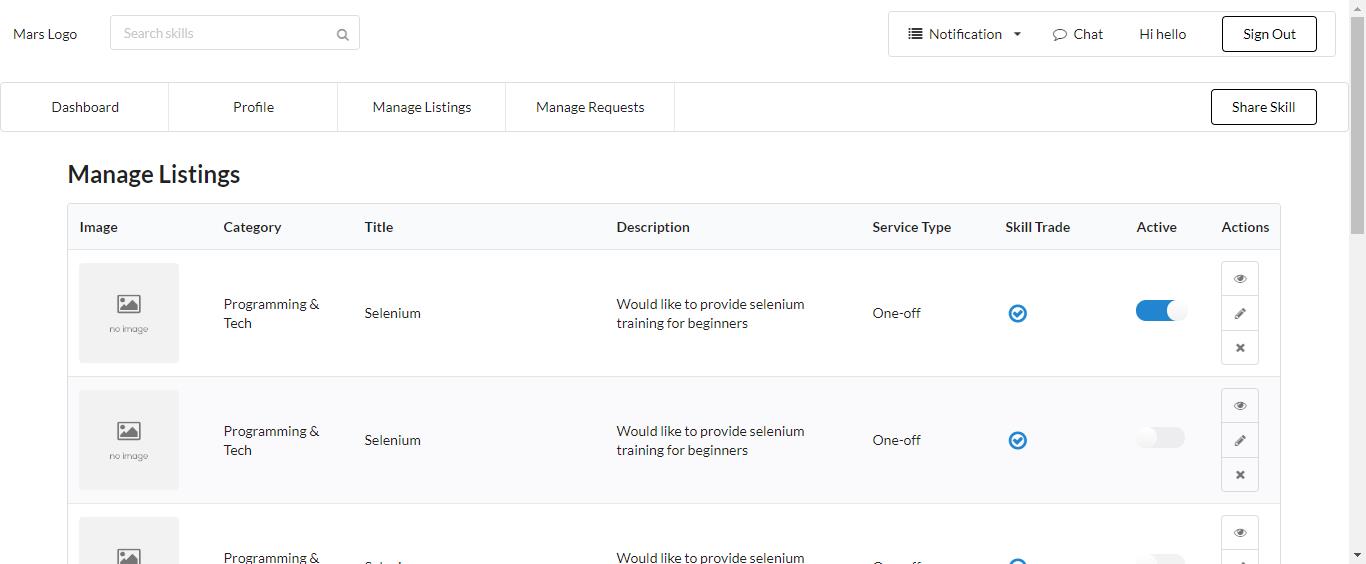 Mars Logo
Search skills
Notification
Chat
Hi hello
Sign Out
Dashboard
Profile
Manage Listings
Manage Requests
Share Skill
Manage Listings
Image
Category
Title
Description
Service Type
Skill Trade
Active
Actions
no image
Programming &
Tech
Selenium
Would like to provide selenium
training for beginners
One-off
no image
Programming &
Tech
Selenium
Would like to provide selenium
training for beginners
One-off
Programming &
Would like to provide selenium